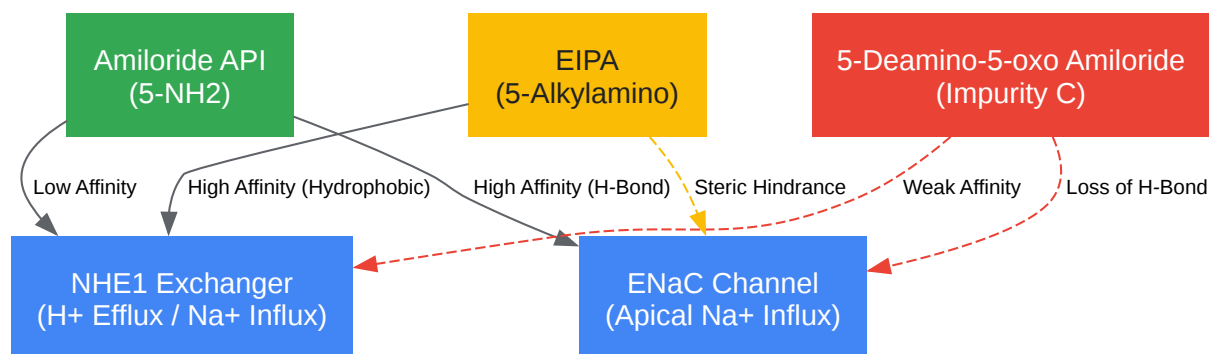 Amiloride API
(5-NH2)
EIPA
(5-Alkylamino)
5-Deamino-5-oxo Amiloride
(Impurity C)
Low Affinity
High Affinity (Hydrophobic)
High Affinity (H-Bond)
Steric Hindrance
Weak Affinity
Loss of H-Bond
NHE1 Exchanger
(H+ Efflux / Na+ Influx)
ENaC Channel
(Apical Na+ Influx)